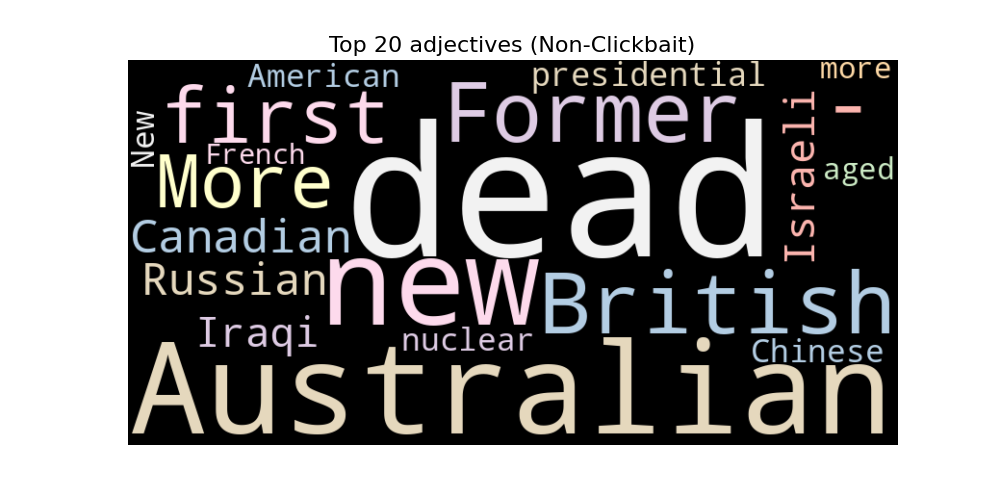 Top 20 adjectives (Non-Clickbait)
American
presidential
more
New
first
Former
Israeli
-
French
More
dead
aged
Canadian
Russian
new
British
Iraqi
nuclear
Chinese
Australian